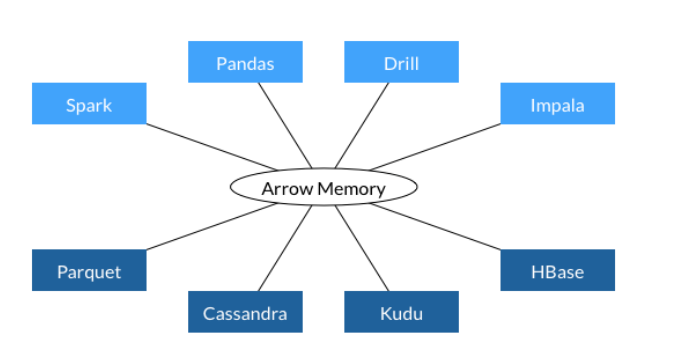 Pandas
Drill
Spark
Impala
Arrow Memory
Parquet
HBase
Cassandra
Kudu